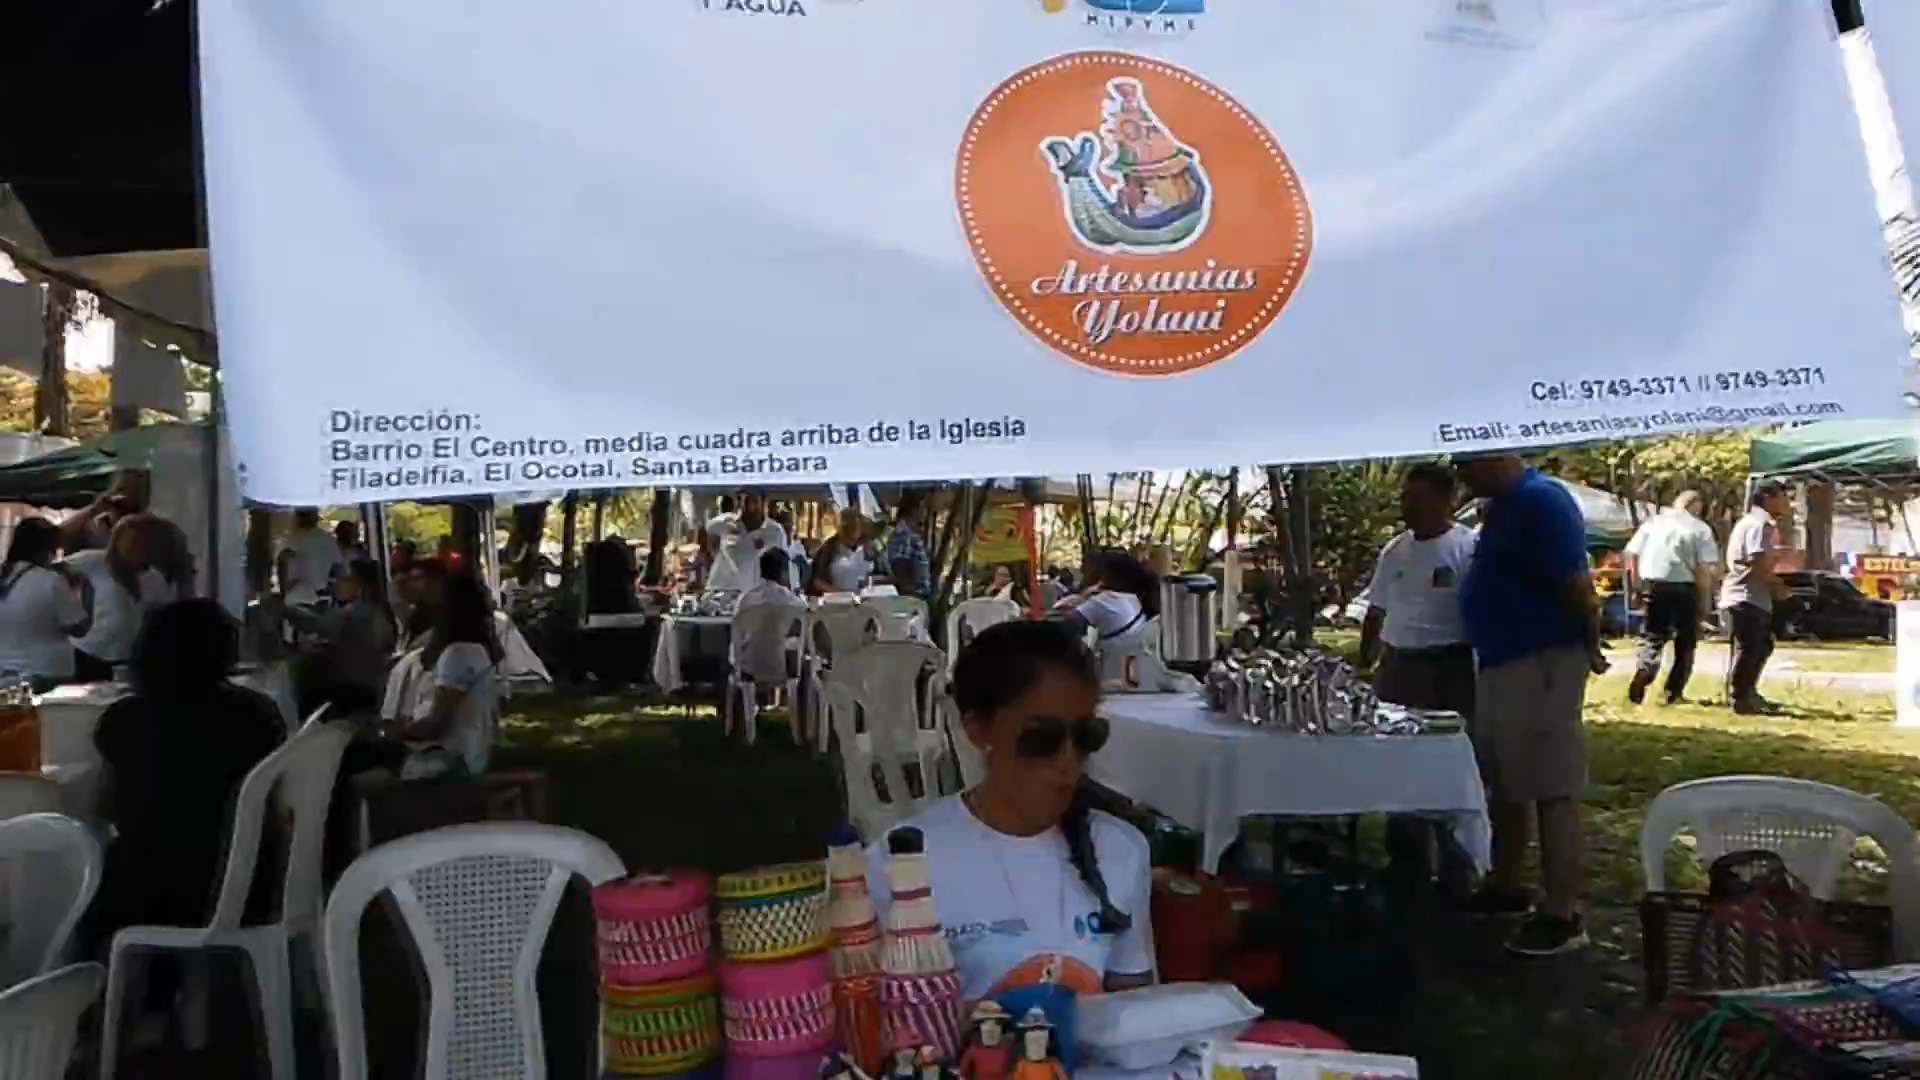 Y AGUA
MIPYME
Artesanias
Yolani
Dirección:
Barrio El Centro, media cuadra arriba de la Iglesia
Filadelfia, El Ocotal, Santa Bárbara
Cel: 9749-3371 // 9749-3371
Email: artesaniasyolani@gmail.com